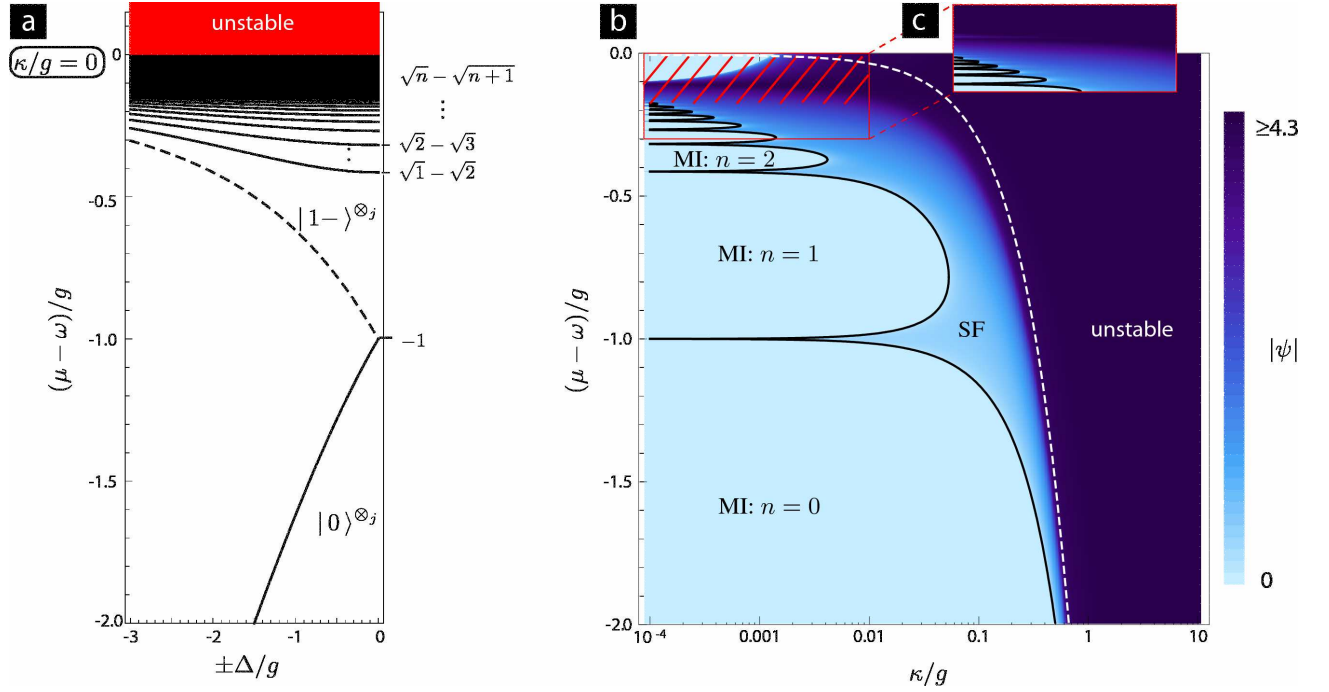 a
unstable
κ/g = 0
0
-0.5
-1.0
-1.5
-2.0
(μ − ω)/g
√n − √n+1
⋮
√2 − √3
⋮
√1 − √2
−1
|1−⟩^⊗j
|0⟩^⊗j
-3
-2
-1
0
±Δ/g
b
c
0.0
-0.5
-1.0
-1.5
-2.0
(μ − ω)/g
MI: n = 2
MI: n = 1
SF
unstable
MI: n = 0
10^-4
0.001
0.01
0.1
1
10
κ/g
≥4.3
|ψ|
0